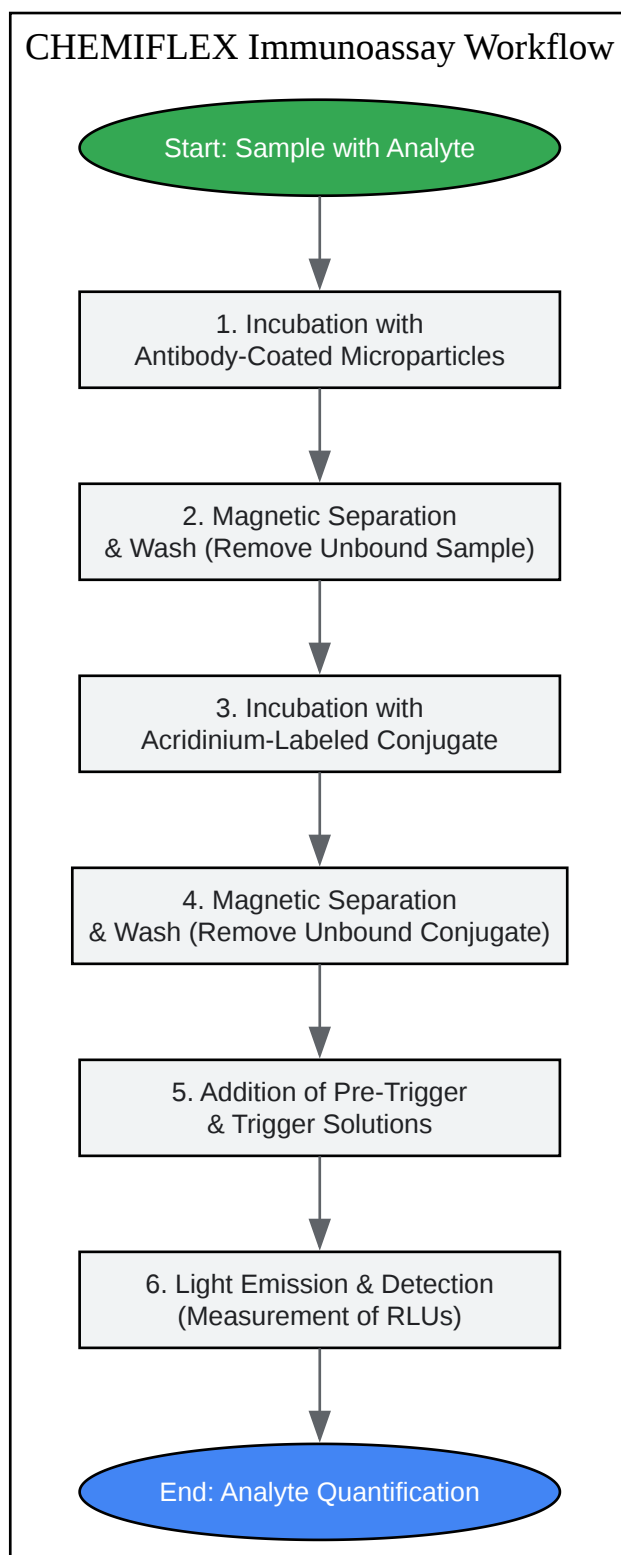 CHEMIFLEX Immunoassay Workflow
Start: Sample with Analyte
1. Incubation with
Antibody-Coated Microparticles
2. Magnetic Separation
& Wash (Remove Unbound Sample)
3. Incubation with
Acridinium-Labeled Conjugate
4. Magnetic Separation
& Wash (Remove Unbound Conjugate)
5. Addition of Pre-Trigger
& Trigger Solutions
6. Light Emission & Detection
(Measurement of RLUs)
End: Analyte Quantification